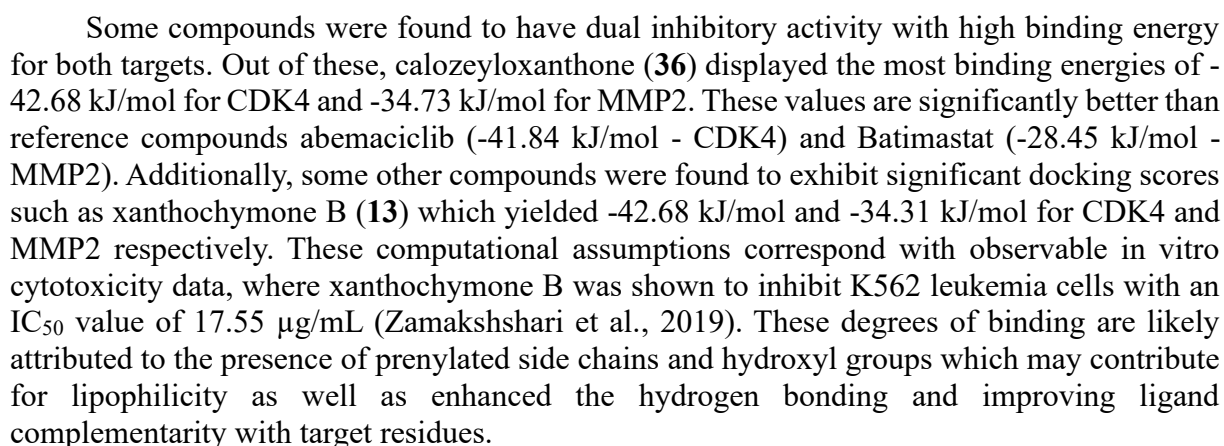 Some compounds were found to have dual inhibitory activity with high binding energy
for both targets. Out of these, calozeyloxanthone (36) displayed the most binding energies of -
42.68 kJ/mol for CDK4 and -34.73 kJ/mol for MMP2. These values are significantly better than
reference compounds abemaciclib (-41.84 kJ/mol - CDK4) and Batimastat (-28.45 kJ/mol -
MMP2). Additionally, some other compounds were found to exhibit significant docking scores
such as xanthochymone B (13) which yielded -42.68 kJ/mol and -34.31 kJ/mol for CDK4 and
MMP2 respectively. These computational assumptions correspond with observable in vitro
cytotoxicity data, where xanthochymone B was shown to inhibit K562 leukemia cells with an
IC₅₀ value of 17.55 µg/mL (Zamakshshari et al., 2019). These degrees of binding are likely
attributed to the presence of prenylated side chains and hydroxyl groups which may contribute
for lipophilicity as well as enhanced the hydrogen bonding and improving ligand
complementarity with target residues.